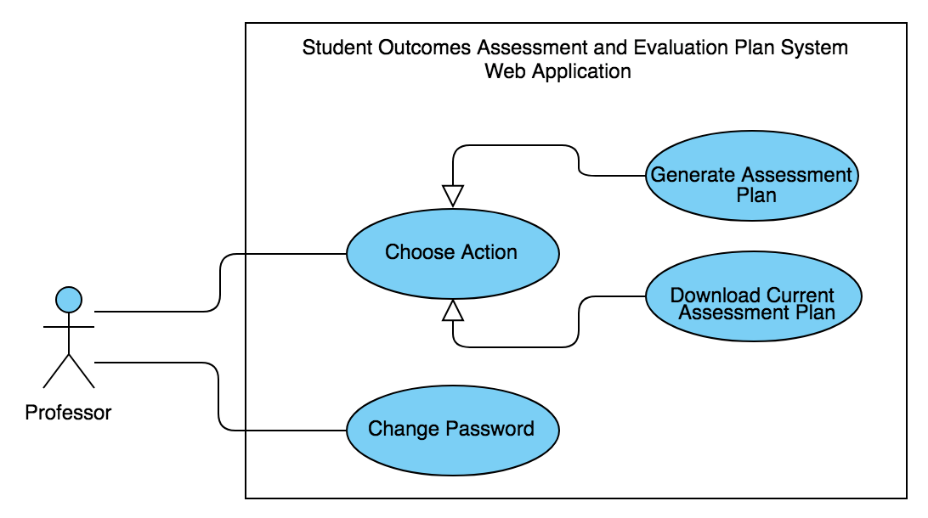 Student Outcomes Assessment and Evaluation Plan System
Web Application
Generate Assessment
Plan
Choose Action
Download Current
Assessment Plan
Professor
Change Password